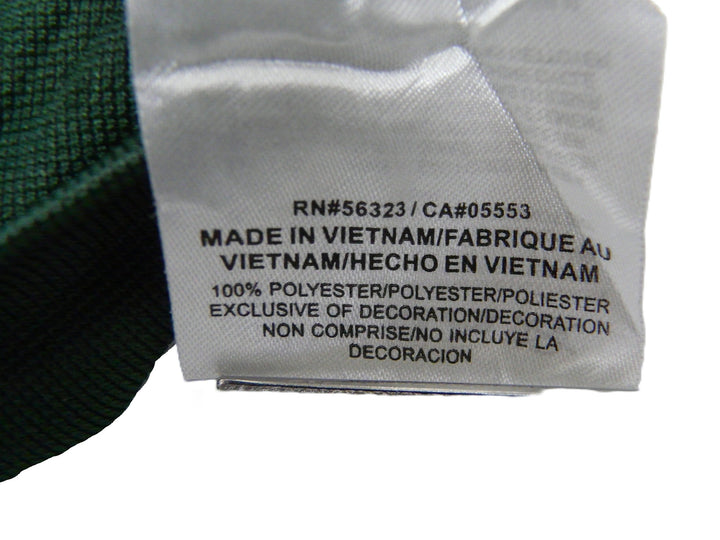 RN#56323 / CA#05553
MADE IN VIETNAM/FABRIQUE AU
VIETNAM/HECHO EN VIETNAM
100% POLYESTER/POLYESTER/POLIESTER
EXCLUSIVE OF DECORATION/DECORATION
NON COMPRISE/NO INCLUYE LA
DECORACION